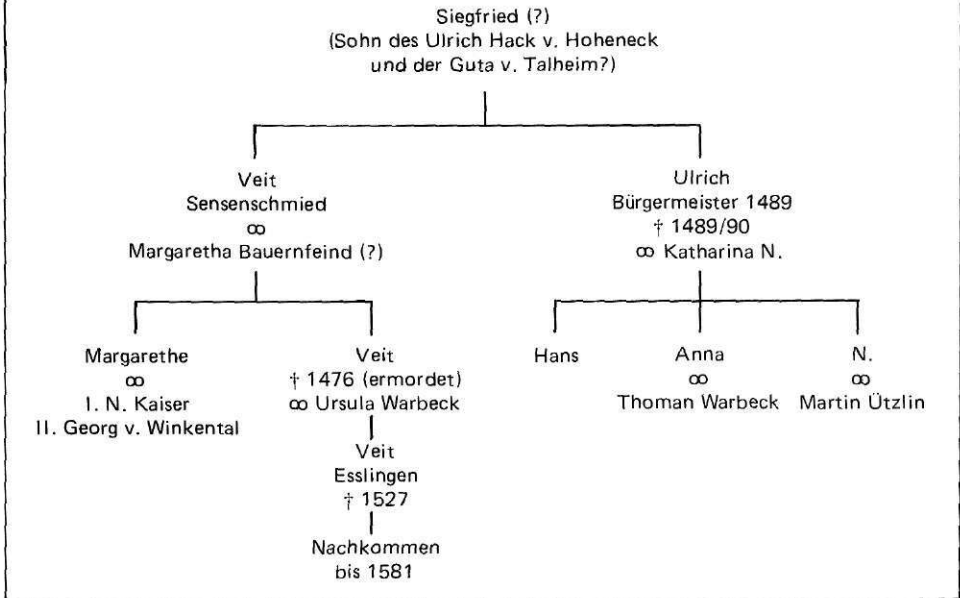 Siegfried (?)
(Sohn des Ulrich Hack v. Hoheneck
und der Guta v. Talheim?)
Veit
Sensenschmied
∞
Margaretha Bauernfeind (?)
Ulrich
Bürgermeister 1489
† 1489/90
∞ Katharina N.
Margarethe
∞
I. N. Kaiser
II. Georg v. Winkental
Veit
† 1476 (ermordet)
∞ Ursula Warbeck
Veit
Esslingen
† 1527
Nachkommen
bis 1581
Hans
Anna
∞
Thoman Warbeck
N.
∞
Martin Ützlin